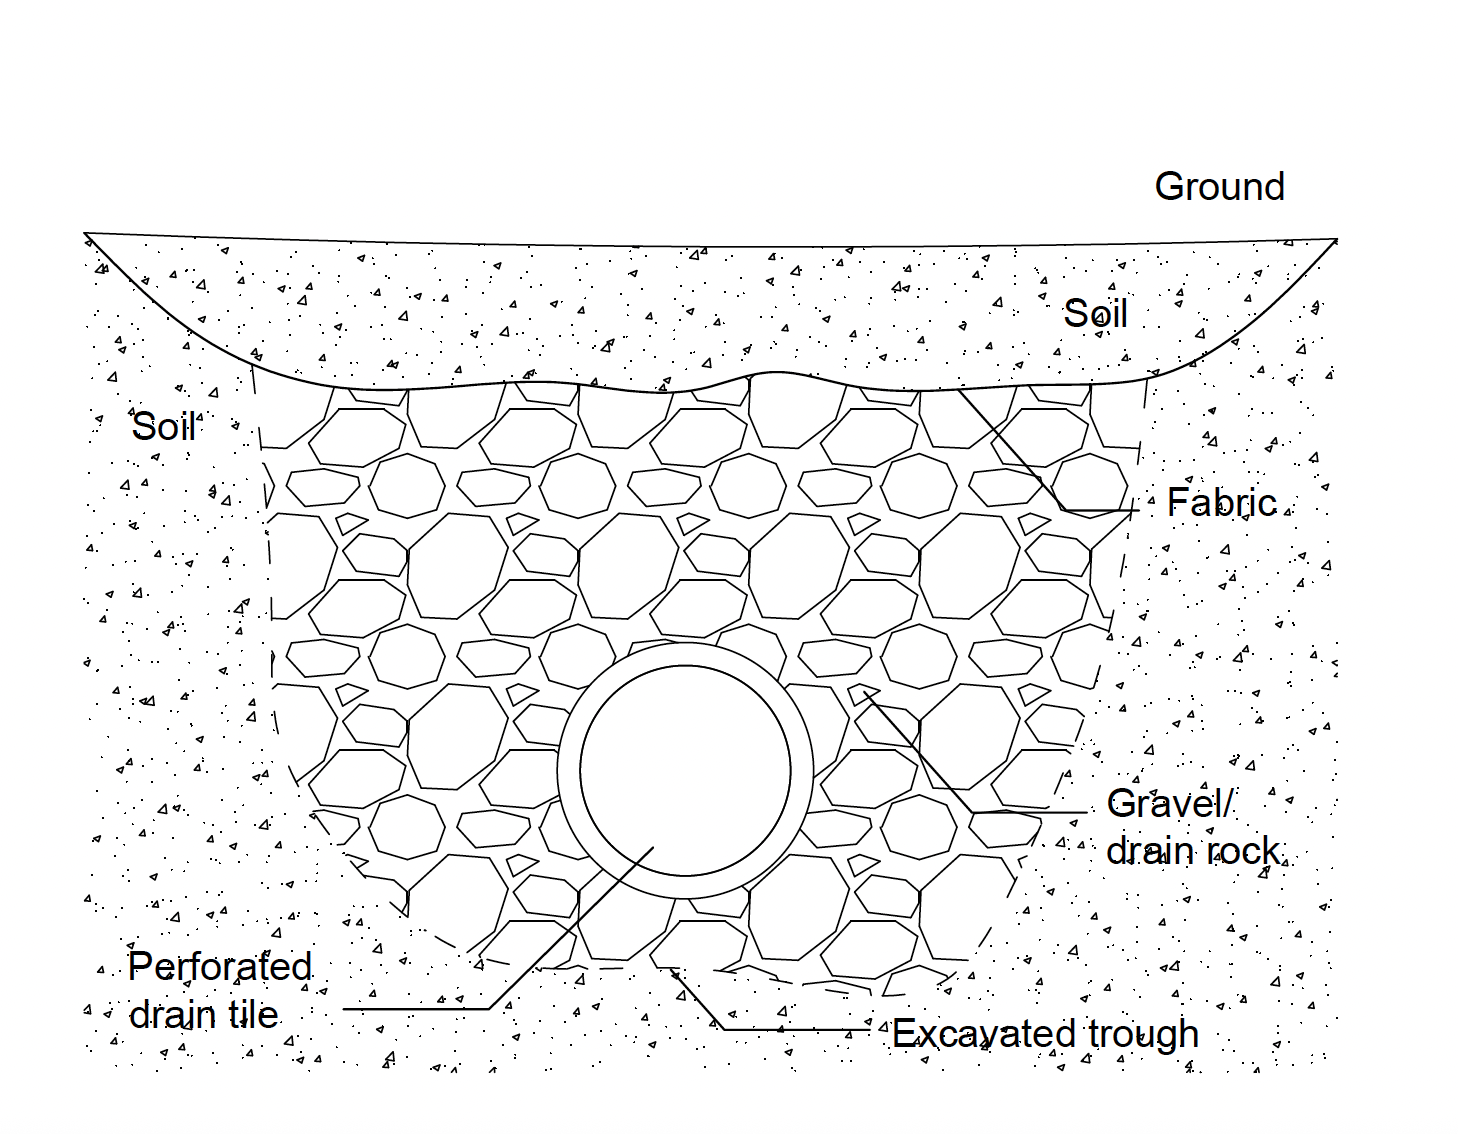 Ground
Soil
Soil
Fabric
Gravel/
drain rock
Perforated
drain tile
Excavated trough